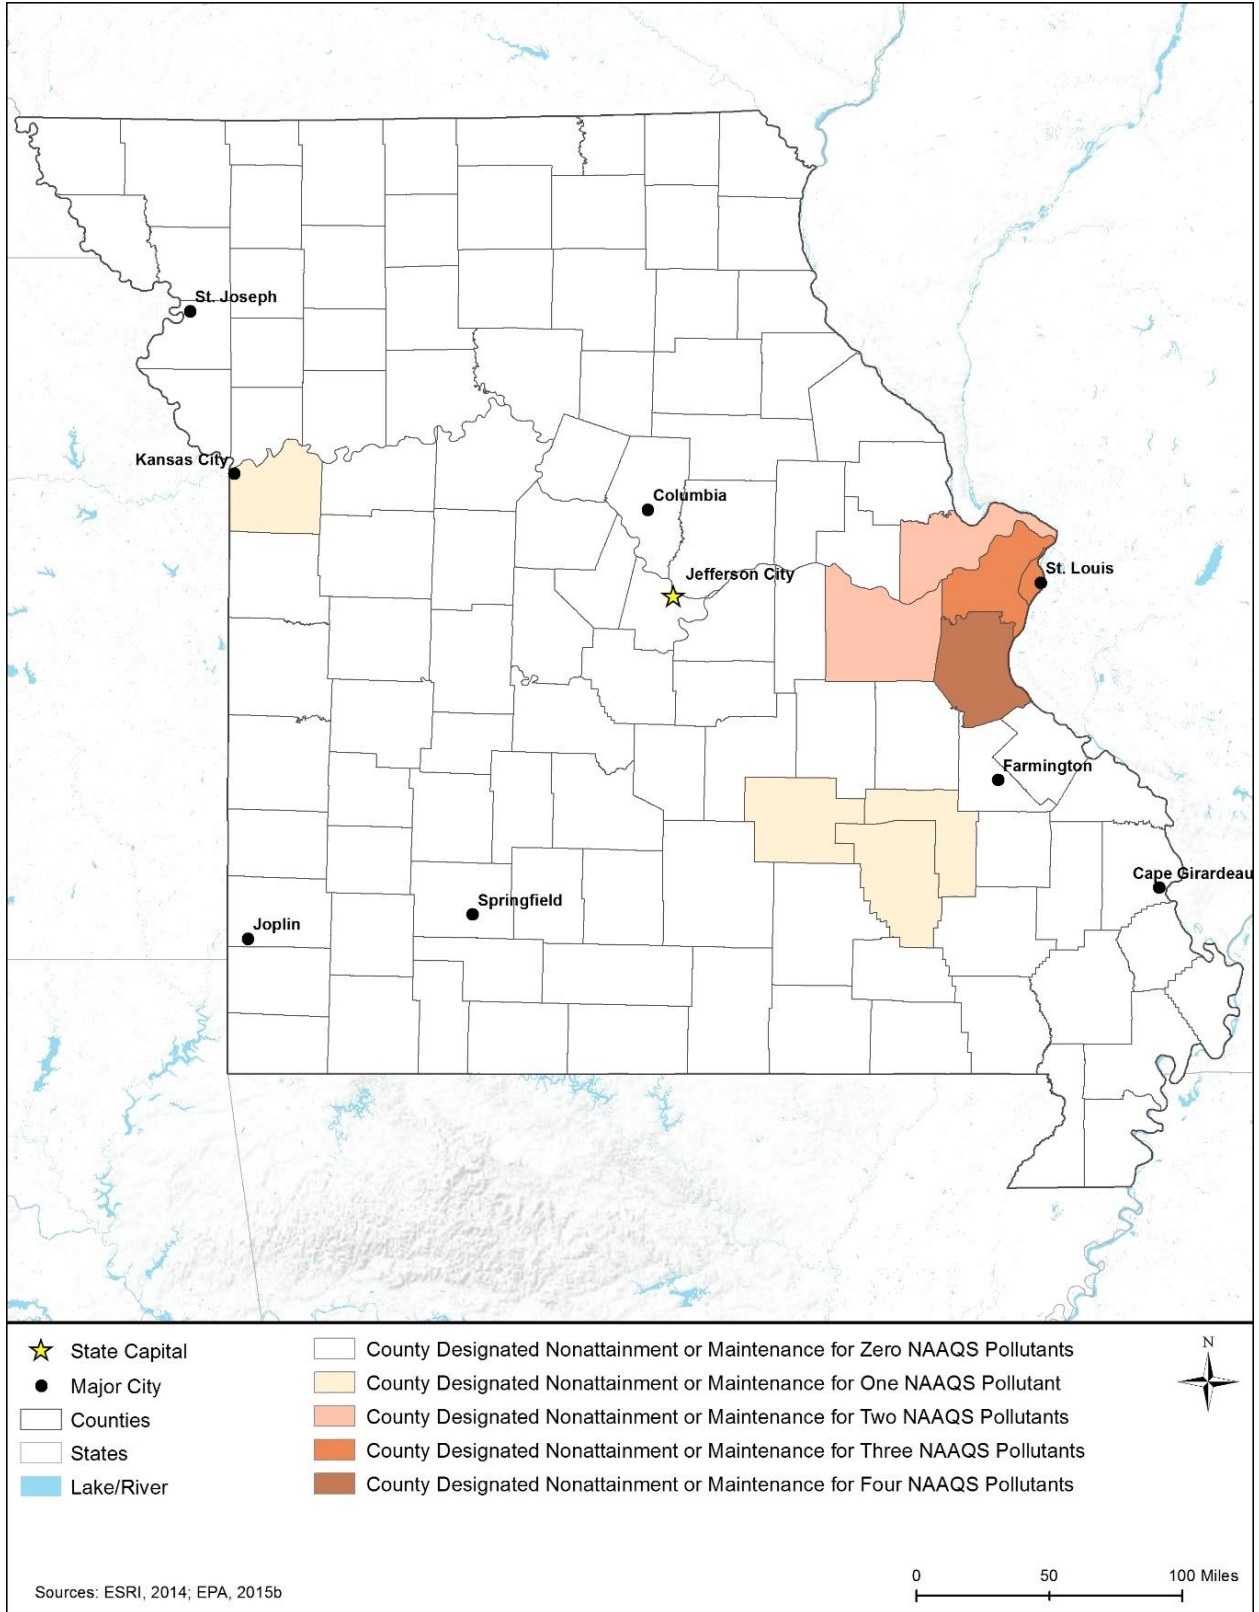 St. Joseph
Kansas City
Columbia
Jefferson City
St. Louis
Farmington
Cape Girardeau
Springfield
Joplin
State Capital
Major City
Counties
States
Lake/River
County Designated Nonattainment or Maintenance for Zero NAAQS Pollutants
County Designated Nonattainment or Maintenance for One NAAQS Pollutant
County Designated Nonattainment or Maintenance for Two NAAQS Pollutants
County Designated Nonattainment or Maintenance for Three NAAQS Pollutants
County Designated Nonattainment or Maintenance for Four NAAQS Pollutants
N
Sources: ESRI, 2014; EPA, 2015b
0 50 100 Miles